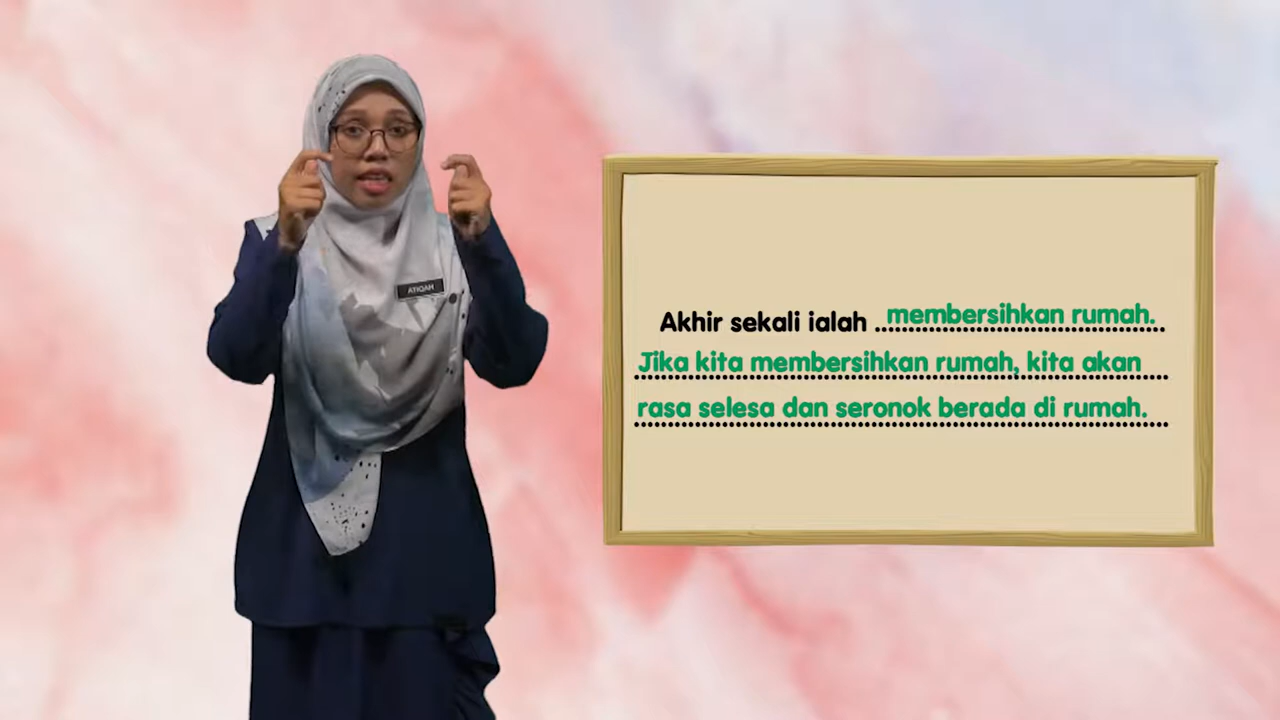 ATIQAH
Akhir sekali ialah membersihkan rumah.
Jika kita membersihkan rumah, kita akan
rasa selesa dan seronok berada di rumah.